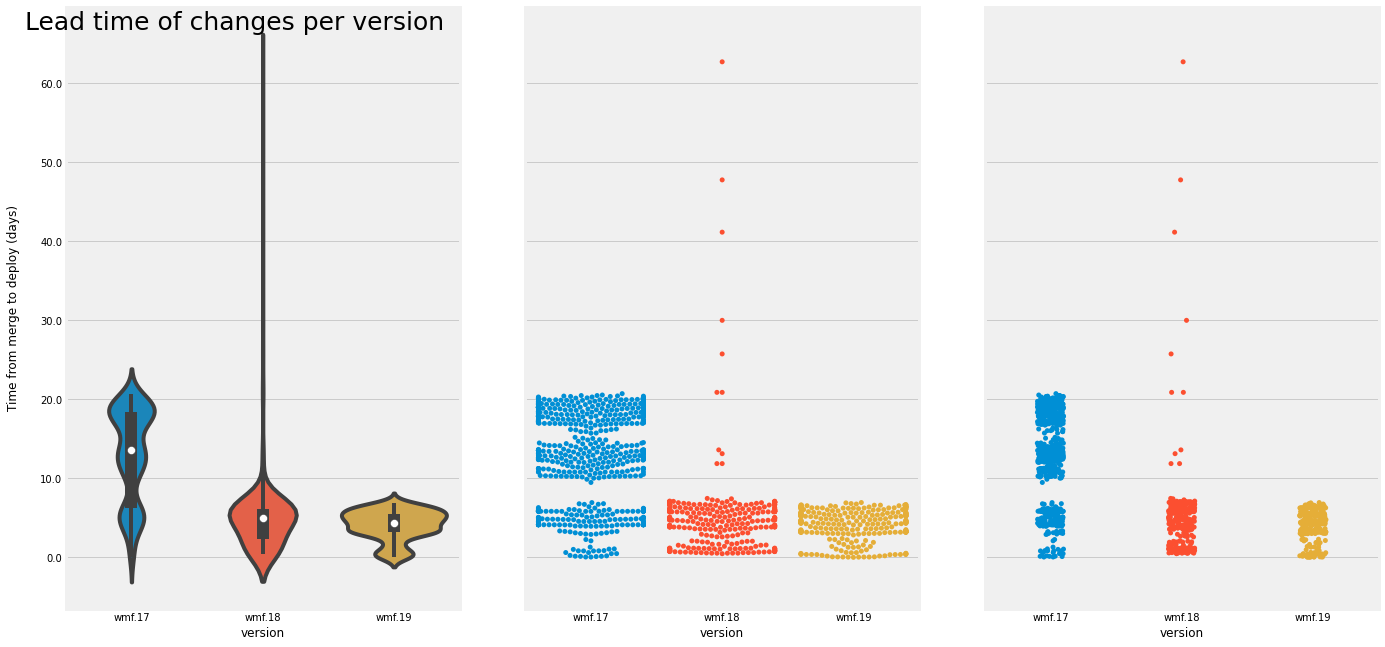 Lead time of changes per version
Time from merge to deploy (days)
60.0
50.0
40.0
30.0
20.0
10.0
0.0
wmf.17 wmf.18 wmf.19
version
wmf.17 wmf.18 wmf.19
version
wmf.17 wmf.18 wmf.19
version